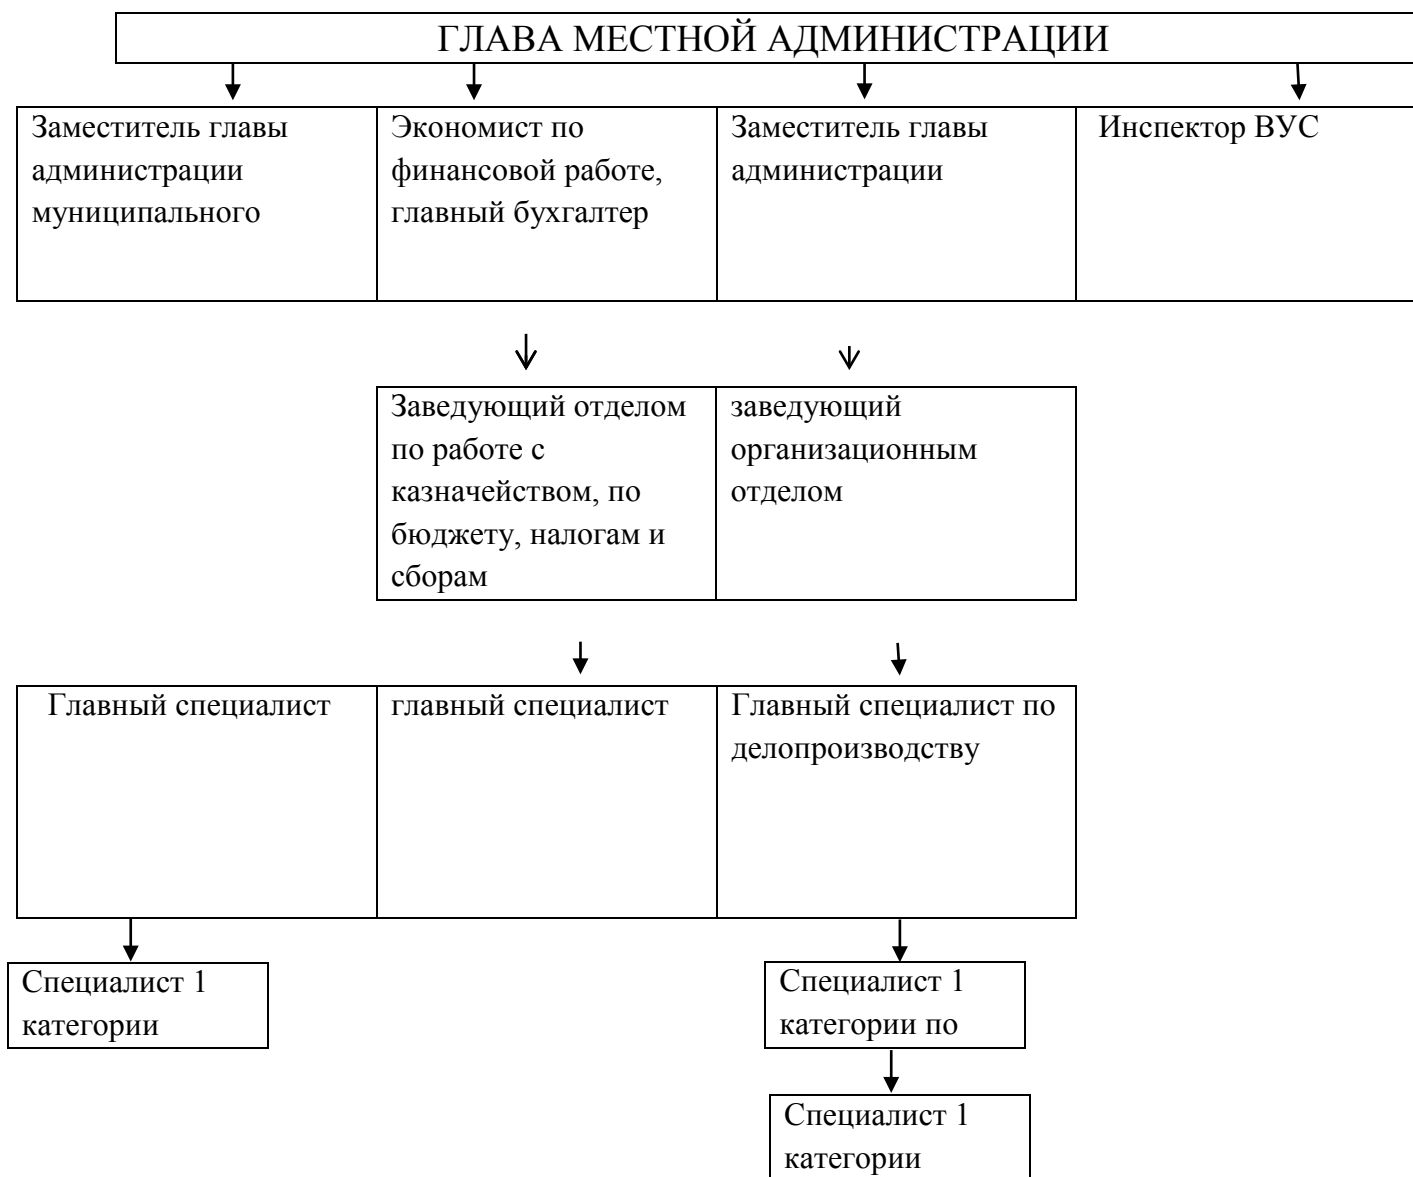 ГЛАВА МЕСТНОЙ АДМИНИСТРАЦИИ
Заместитель главы
администрации
муниципального
Экономист по
финансовой работе,
главный бухгалтер
Заместитель главы
администрации
Инспектор ВУС
Заведующий отделом
по работе с
казначейством, по
бюджету, налогам и
сборам
заведующий
организационным
отделом
Главный специалист
главный специалист
Главный специалист по
делопроизводству
Специалист 1
категории
Специалист 1
категории по
Специалист 1
категории